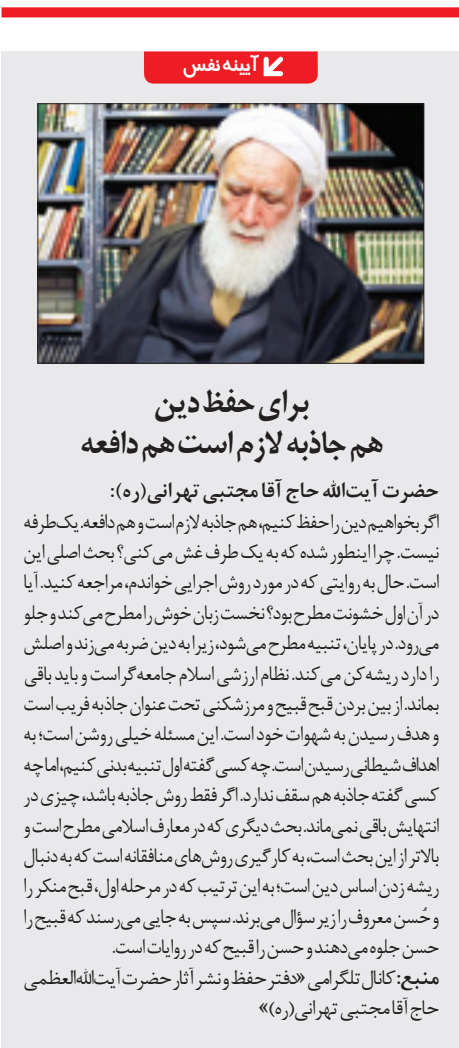 آیینه نفس
برای حفظ دین
هم جاذبه لازم است هم دافعه
حضرت آیت‌الله حاج آقا مجتبی تهرانی(ره):
اگر بخواهیم دین را حفظ کنیم، هم جاذبه لازم است و هم دافعه. یک‌طرفه
نیست. چرا اینطور شده که به یک طرف غش می کنی؟ بحث اصلی این
است. حال به روایتی که در مورد روش اجرایی خواندم، مراجعه کنید. آیا
در آن اول خشونت مطرح بود؟ نخست زبان خوش را مطرح می کند و جلو
می‌رود. در پایان، تنبیه مطرح می‌شود، زیرا به دین ضربه می‌زند و اصلش
را دارد ریشه‌کن می کند. نظام ارزشی اسلام جامعه‌گراست و باید باقی
بماند. از بین بردن قبح قبیح و مرزشکنی تحت عنوان جاذبه فریب است
و هدف رسیدن به شهوات خود است. این مسئله خیلی روشن است؛ به
اهداف شیطانی رسیدن است. چه کسی گفته اول تنبیه بدنی کنیم، اما چه
کسی گفته جاذبه هم سقف ندارد. اگر فقط روش جاذبه باشد، چیزی در
انتهایش باقی نمی‌ماند. بحث دیگری که در معارف اسلامی مطرح است و
بالاتر از این بحث است، به کار گیری روش‌های منافقانه است که به دنبال
ریشه زدن اساس دین است؛ به این ترتیب که در مرحله اول، قبح منکر را
و حُسن معروف را زیر سؤال می‌برند. سپس به جایی می‌رسند که قبیح را
حسن جلوه می‌دهند و حسن را قبیح که در روایات است.
منبع: کانال تلگرامی «دفتر حفظ و نشر آثار حضرت آیت‌الله‌العظمی
حاج آقا مجتبی تهرانی(ره)»